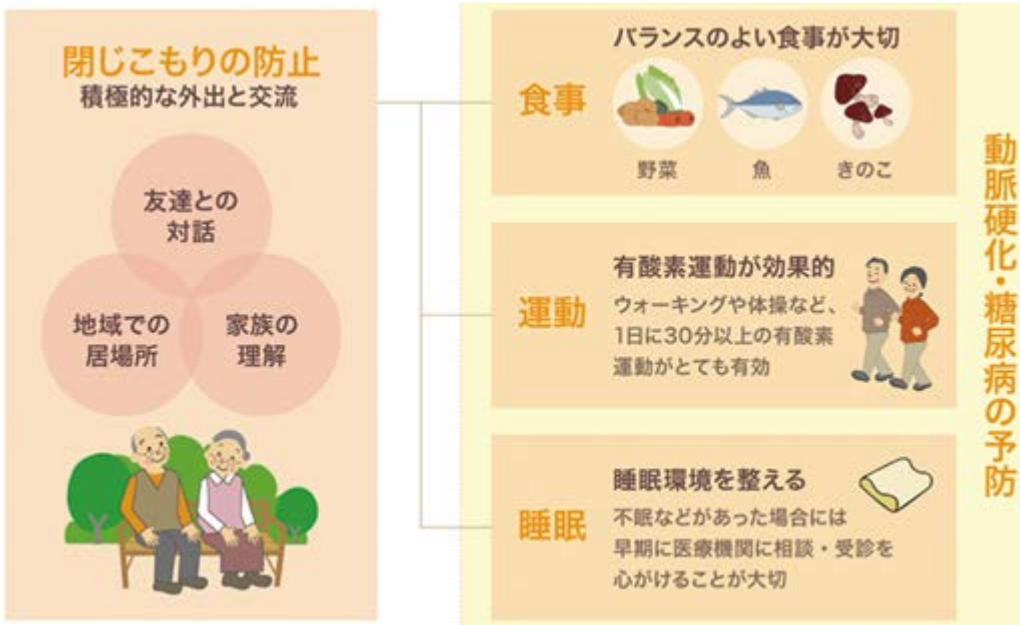 閉じこもりの防止
積極的な外出と交流
友達との
対話
地域での
居場所
家族の
理解
食事
バランスのよい食事が大切
野菜
魚
きのこ
運動
有酸素運動が効果的
ウォーキングや体操など、
1日に30分以上の有酸素
運動がとても有効
睡眠
睡眠環境を整える
不眠などがあった場合には
早期に医療機関に相談・受診を
心がけることが大切
動脈硬化・糖尿病の予防